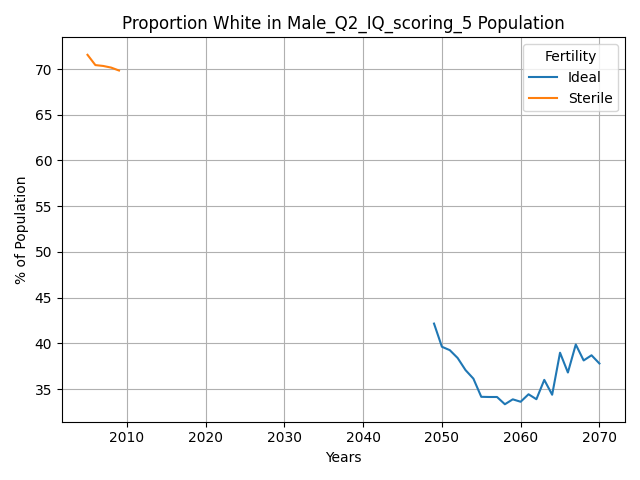 Proportion White in Male_Q2_IQ_scoring_5 Population
Fertility
Ideal
Sterile
% of Population
70
65
60
55
50
45
40
35
2010
2020
2030
2040
2050
2060
2070
Years